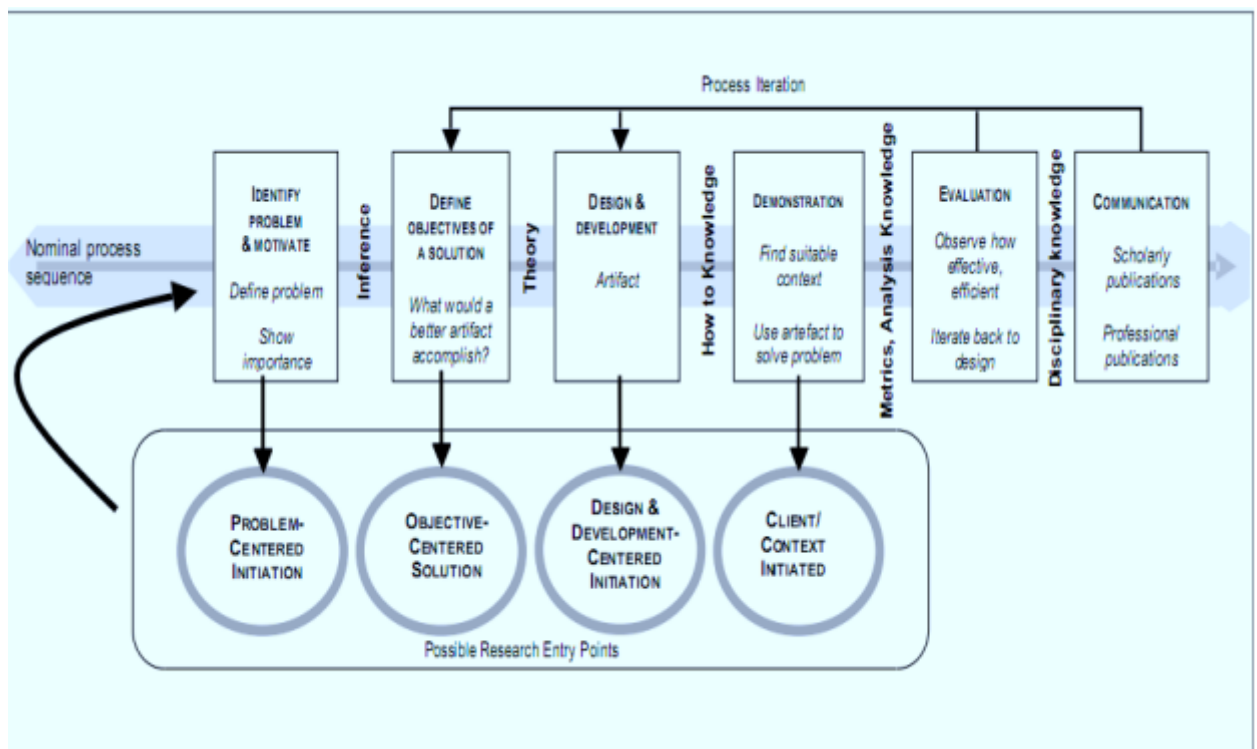 Process Iteration
Nominal process
sequence
IDENTIFY
PROBLEM
& MOTIVATE
Define problem
Show
importance
Inference
DEFINE
OBJECTIVES OF
A SOLUTION
What would a
better artifact
accomplish?
Theory
DESIGN &
DEVELOPMENT
Artifact
How to Knowledge
DEMONSTRATION
Find suitable
context
Use artefact to
solve problem
Metrics, Analysis Knowledge
EVALUATION
Observe how
effective,
efficient
Iterate back to
design
Disciplinary knowledge
COMMUNICATION
Scholarly
publications
Professional
publications
PROBLEM-
CENTERED
INITIATION
OBJECTIVE-
CENTERED
SOLUTION
DESIGN &
DEVELOPMENT-
CENTERED
INITIATION
CLIENT/
CONTEXT
INITIATED
Possible Research Entry Points